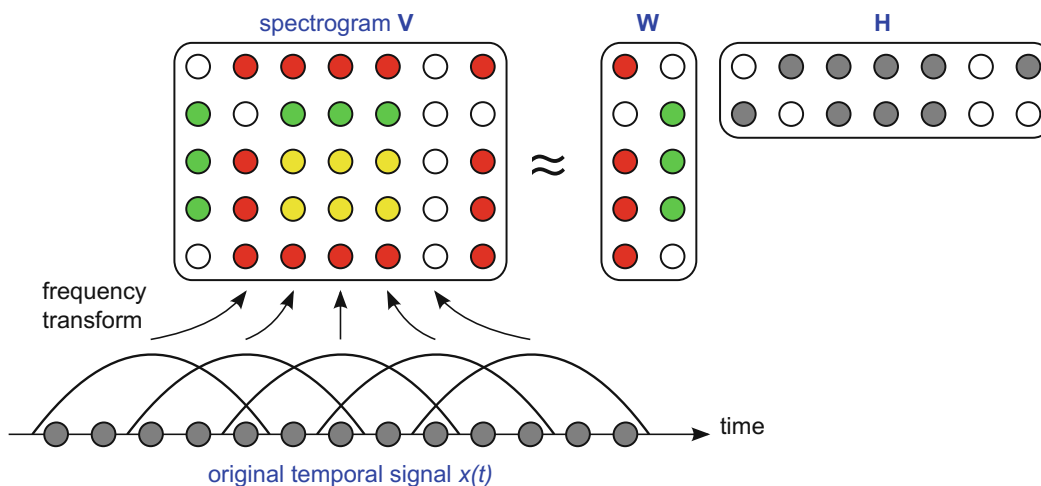 spectrogram V
W
H
≈
frequency
transform
time
original temporal signal x(t)